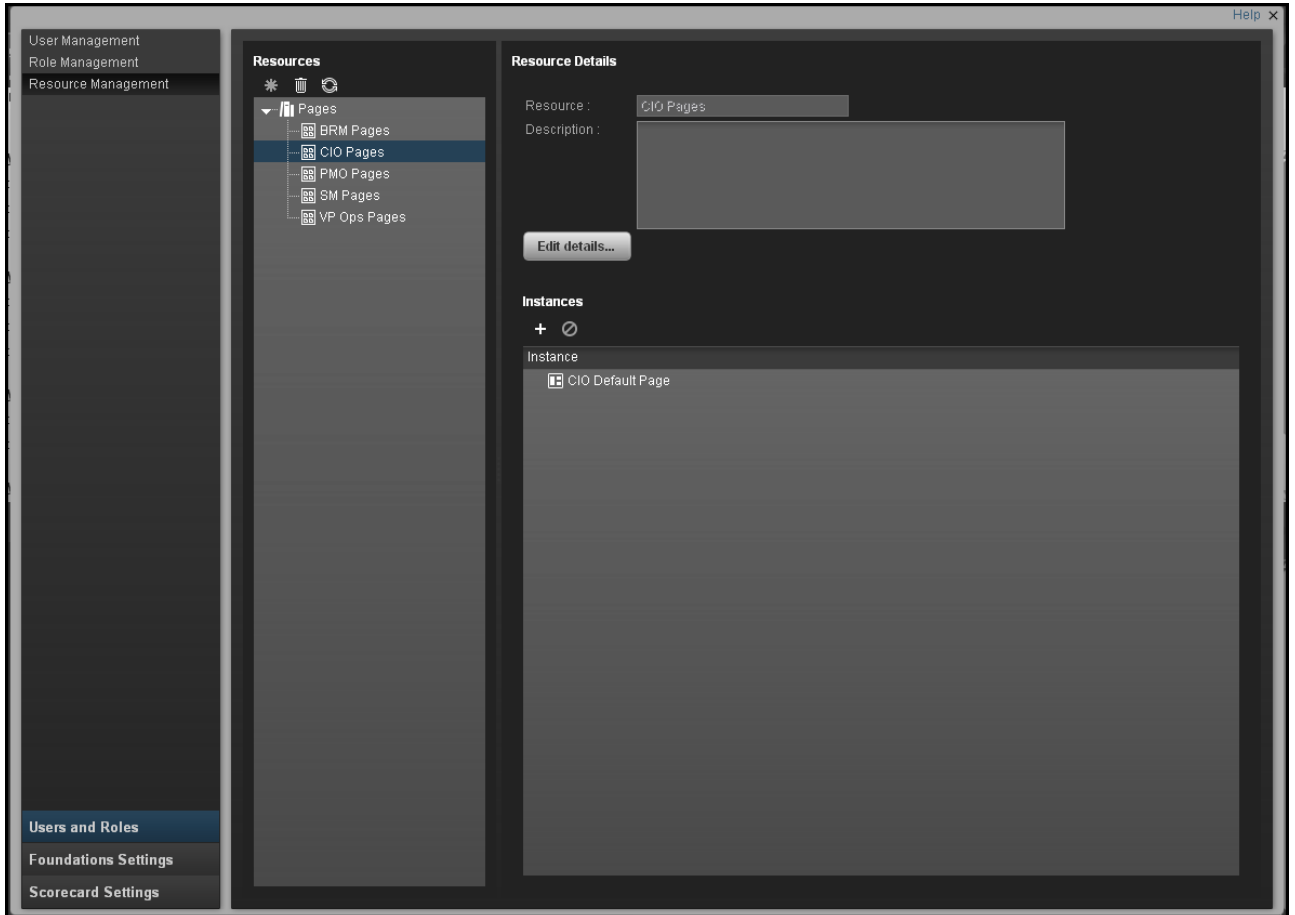 Help
User Management
Role Management
Resource Management
Users and Roles
Foundations Settings
Scorecard Settings
Resources
Pages
BRM Pages
CIO Pages
PMO Pages
SM Pages
VP Ops Pages
Resource Details
Resource : CIO Pages
Description :
Edit details...
Instances
Instance
CIO Default Page